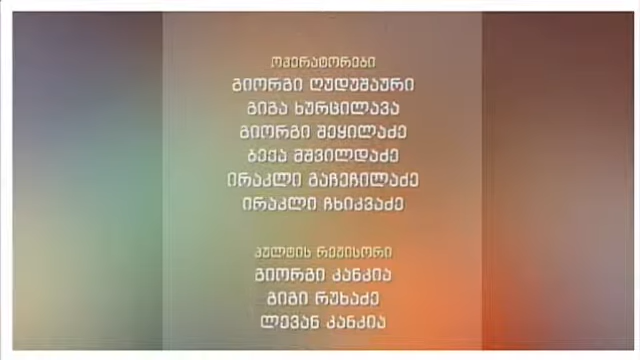 ოპერატორები
გიორგი ღუდუშაური
გიგა ხურცილავა
გიორგი შეყილაძე
ბექა მშვილდაძე
ირაკლი გაჩეჩილაძე
ირაკლი ჩხიკვაძე
პულტის რეჟისორი
გიორგი კანკია
გიგი რუხაძე
ლევან კანკია